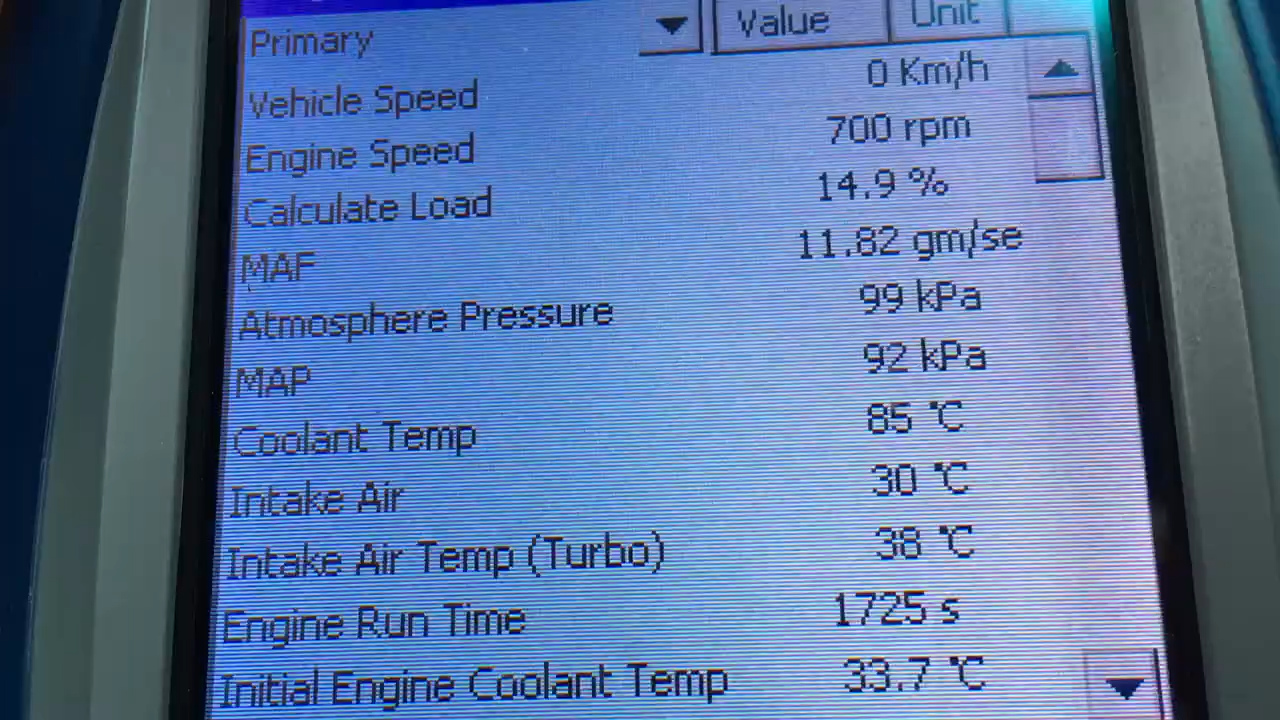 Primary Value Unit
Vehicle Speed 0 Km/h
Engine Speed 700 rpm
Calculate Load 14.9 %
MAF 11.82 gm/se
Atmosphere Pressure 99 kPa
MAP 92 kPa
Coolant Temp 85 °C
Intake Air 30 °C
Intake Air Temp (Turbo) 38 °C
Engine Run Time 1725 s
Initial Engine Coolant Temp 33.7 °C